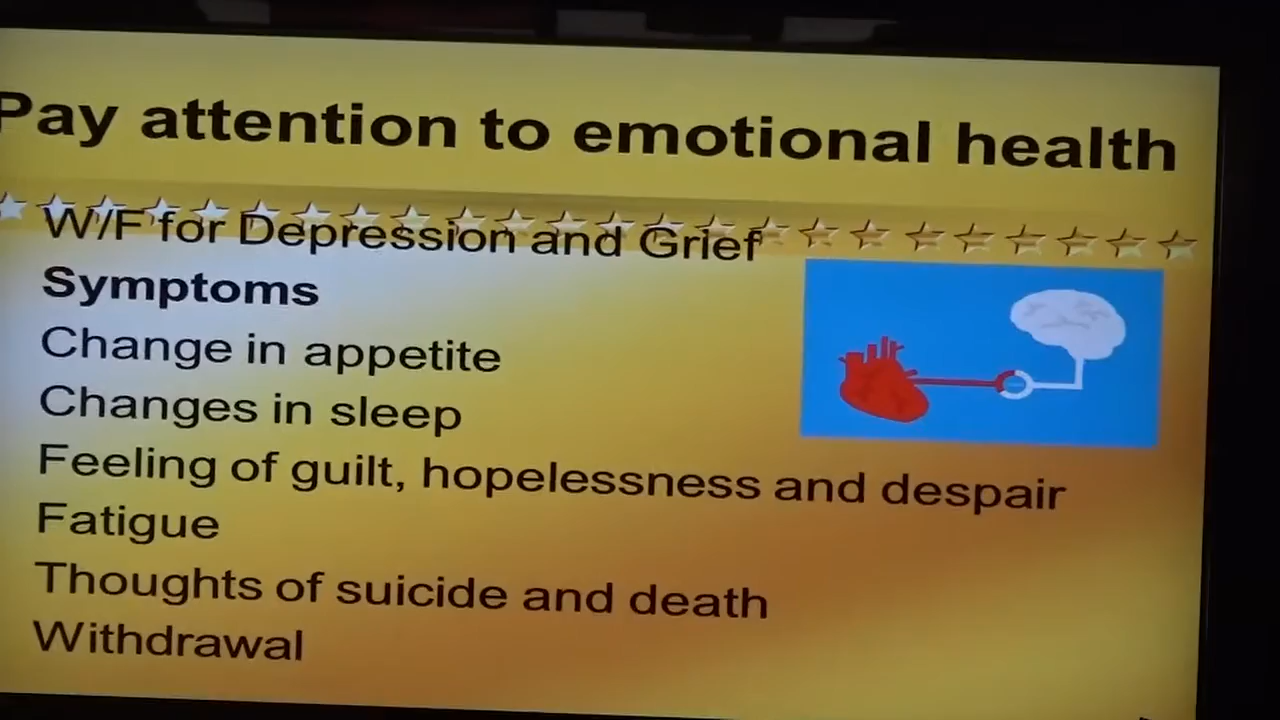 Pay attention to emotional health
W/F for Depression and Grief
Symptoms
Change in appetite
Changes in sleep
Feeling of guilt, hopelessness and despair
Fatigue
Thoughts of suicide and death
Withdrawal